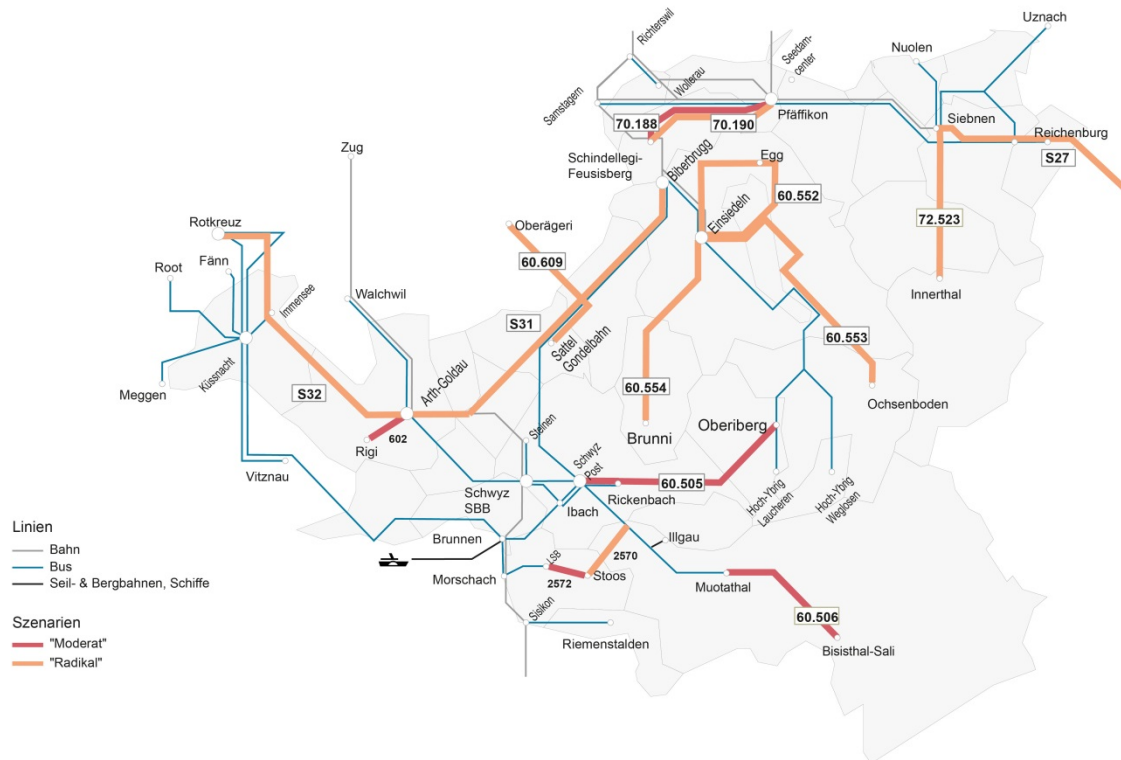 Uznach
Richterswil
Seedam-
center
Nuolen
Wollerau
Samstagern
Pfäffikon
Siebnen
70.188
70.190
Reichenburg
Schindellegi-
Feusisberg
Biberbrugg
Egg
S27
Zug
60.552
Rotkreuz
Oberägeri
Einsiedeln
72.523
Fänn
Root
60.609
Innerthal
Immensee
Walchwil
S31
Sattel
Gondelbahn
60.553
Küssnacht
Meggen
S32
Arth-Goldau
60.554
Ochsenboden
602
Rigi
Steinen
Brunni
Oberiberg
Vitznau
Schwyz
Post
60.505
Schwyz
SBB
Rickenbach
Hoch-Ybrig
Laucheren
Hoch-Ybrig
Weglosen
Ibach
Brunnen
Illgau
2570
LSB
Morschach
2572
Stoos
Muotathal
Sisikon
60.506
Riemenstalden
Bisisthal-Sali
Linien
Bahn
Bus
Seil- & Bergbahnen, Schiffe
Szenarien
"Moderat"
"Radikal"